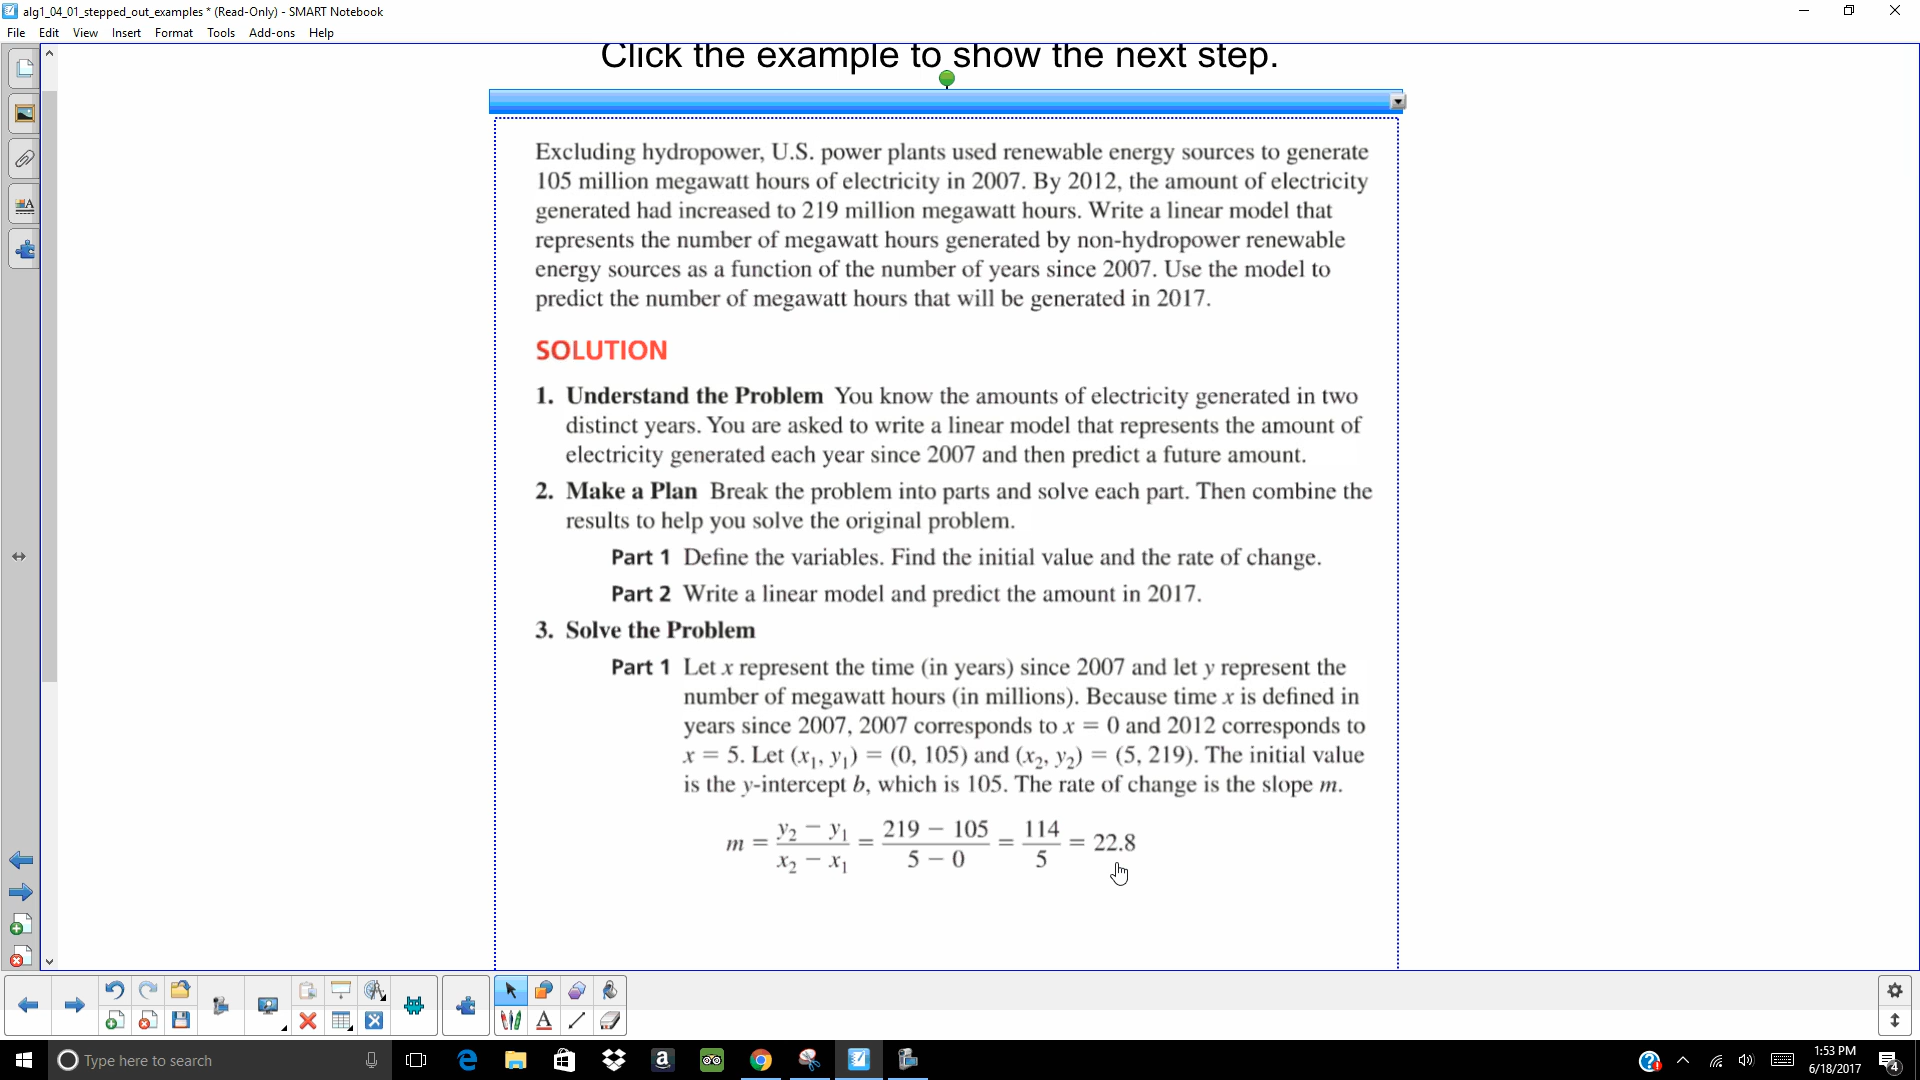 alg1_04_01_stepped_out_examples * (Read-Only) - SMART Notebook
File Edit View Insert Format Tools Add-ons Help
Click the example to show the next step.
Excluding hydropower, U.S. power plants used renewable energy sources to generate
105 million megawatt hours of electricity in 2007. By 2012, the amount of electricity
generated had increased to 219 million megawatt hours. Write a linear model that
represents the number of megawatt hours generated by non-hydropower renewable
energy sources as a function of the number of years since 2007. Use the model to
predict the number of megawatt hours that will be generated in 2017.
SOLUTION
1. Understand the Problem You know the amounts of electricity generated in two
distinct years. You are asked to write a linear model that represents the amount of
electricity generated each year since 2007 and then predict a future amount.
2. Make a Plan Break the problem into parts and solve each part. Then combine the
results to help you solve the original problem.
Part 1 Define the variables. Find the initial value and the rate of change.
Part 2 Write a linear model and predict the amount in 2017.
3. Solve the Problem
Part 1 Let x represent the time (in years) since 2007 and let y represent the
number of megawatt hours (in millions). Because time x is defined in
years since 2007, 2007 corresponds to x = 0 and 2012 corresponds to
x = 5. Let (x₁, y₁) = (0, 105) and (x₂, y₂) = (5, 219). The initial value
is the y-intercept b, which is 105. The rate of change is the slope m.
m = (y₂ − y₁)/(x₂ − x₁) = (219 − 105)/(5 − 0) = 114/5 = 22.8
Type here to search
1:53 PM
6/18/2017
4